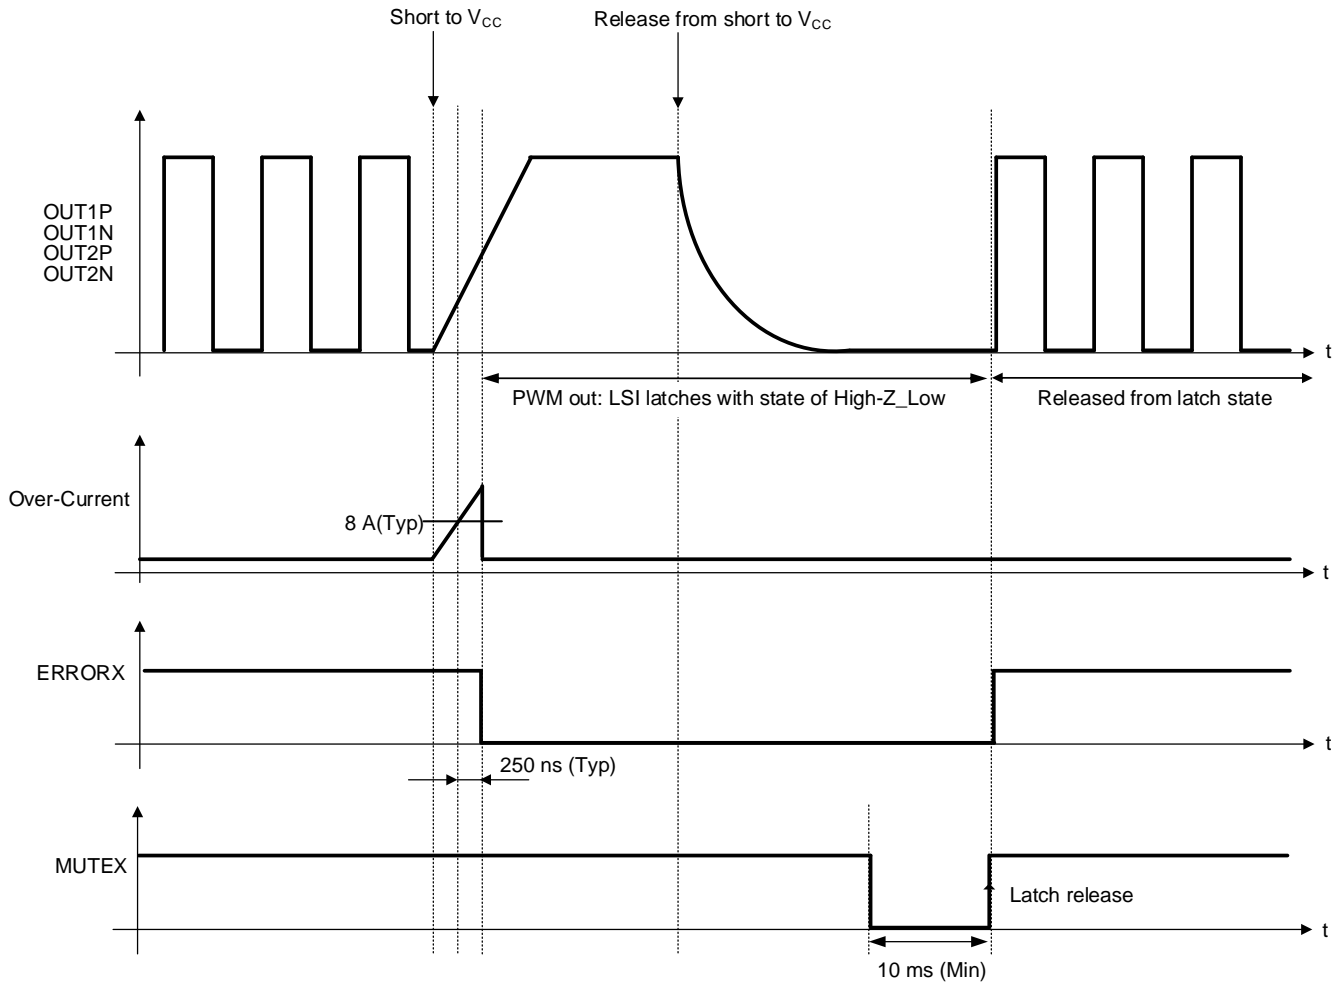 Short to VCC
Release from short to VCC
OUT1P
OUT1N
OUT2P
OUT2N
t
PWM out: LSI latches with state of High-Z_Low
Released from latch state
Over-Current
8 A(Typ)
t
ERRORX
t
250 ns (Typ)
MUTEX
Latch release
t
10 ms (Min)